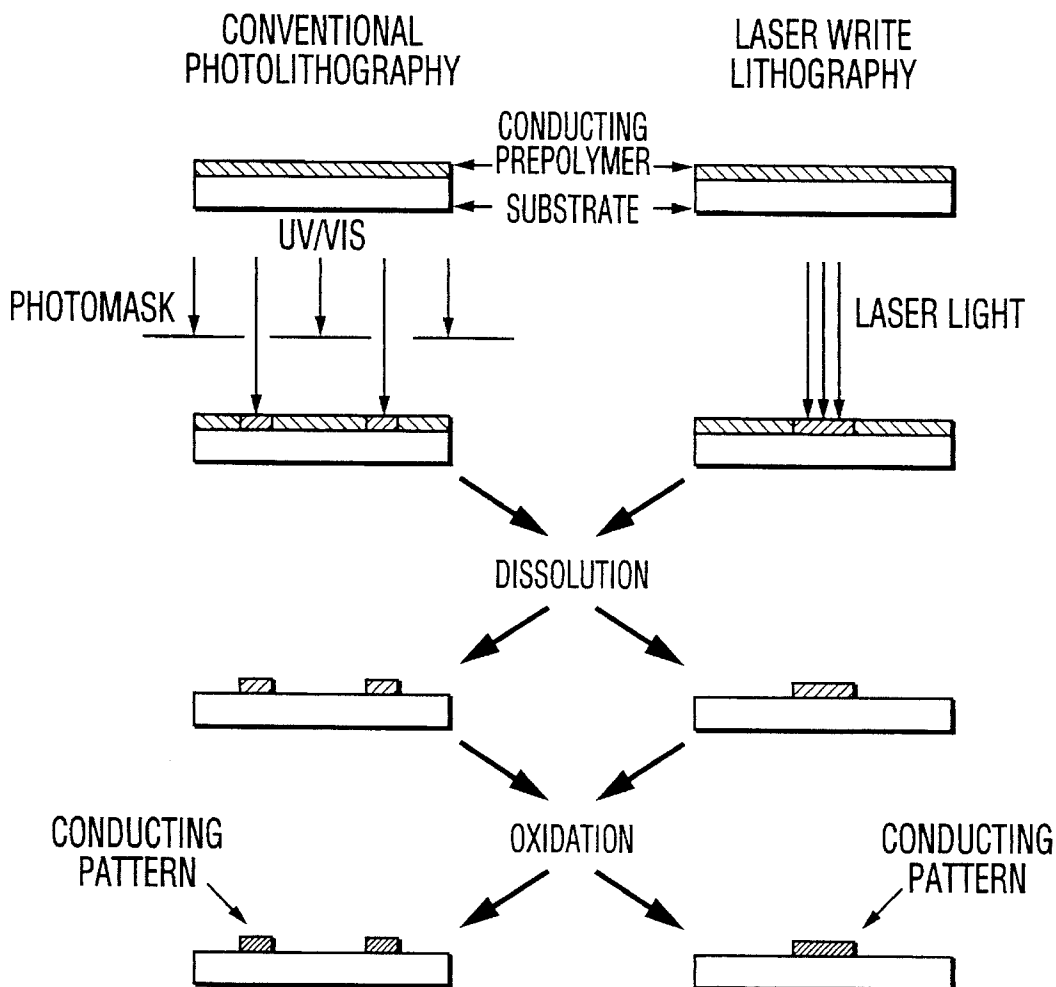 CONVENTIONAL
PHOTOLITHOGRAPHY
LASER WRITE
LITHOGRAPHY
CONDUCTING
PREPOLYMER
SUBSTRATE
UV/VIS
PHOTOMASK
LASER LIGHT
DISSOLUTION
CONDUCTING
PATTERN
OXIDATION
CONDUCTING
PATTERN